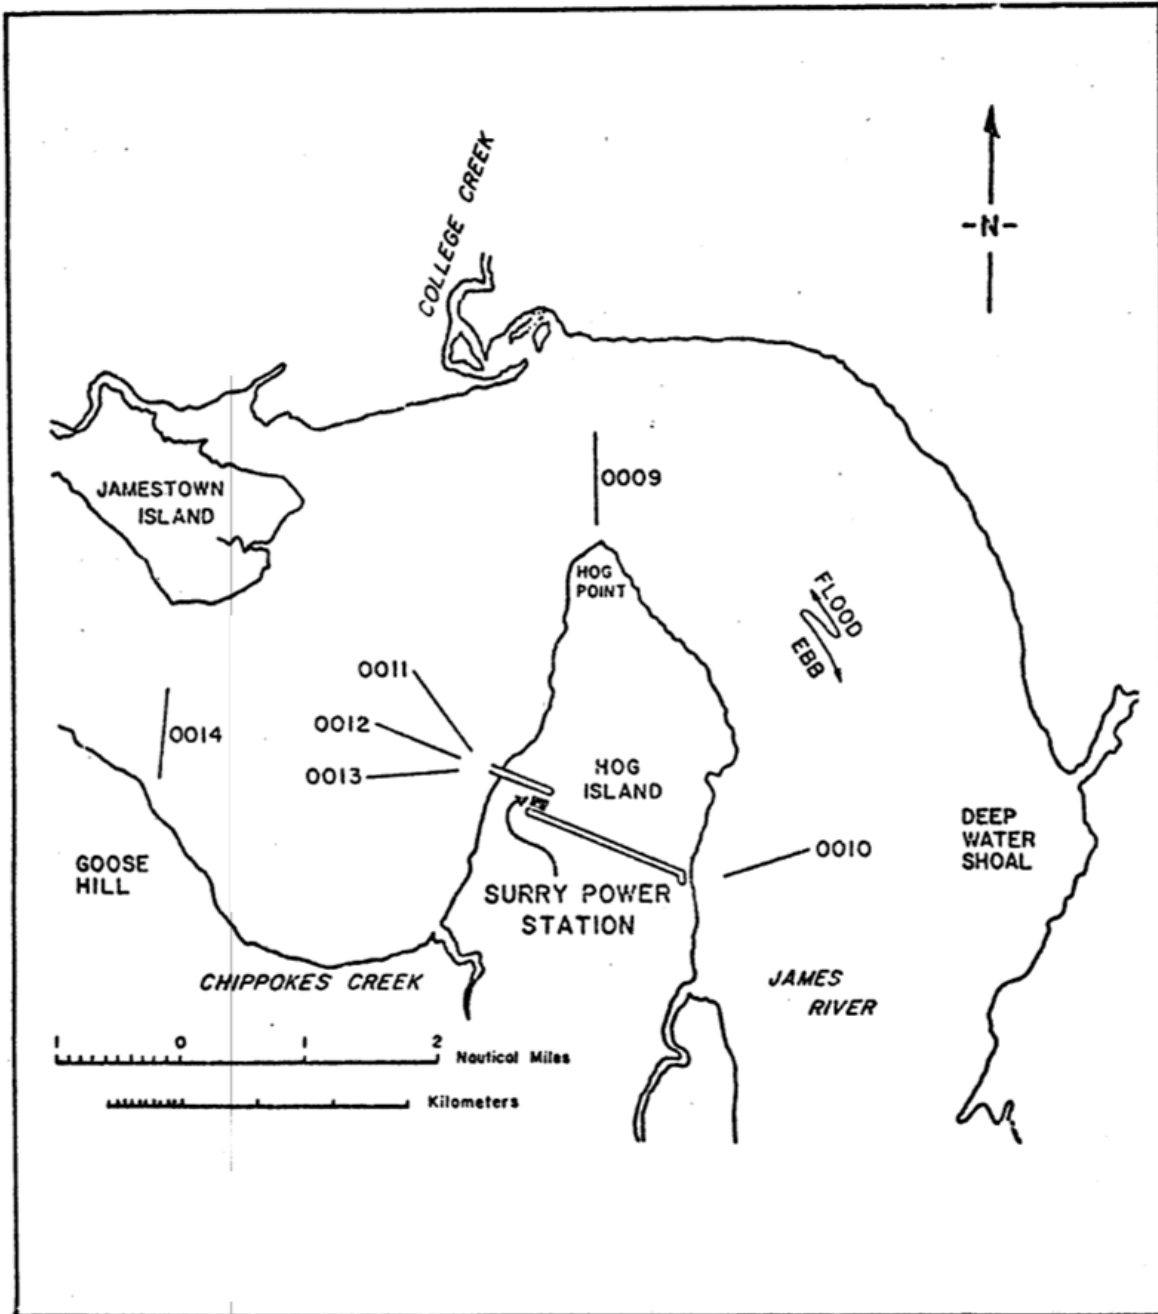 COLLEGE CREEK
-N-
0009
JAMESTOWN
ISLAND
HOG
POINT
FLOOD
EBB
0011
0012
0013
0014
HOG
ISLAND
DEEP
WATER
SHOAL
0010
GOOSE
HILL
SURRY POWER
STATION
CHIPPOKES CREEK
JAMES
RIVER
1 0 1 2
Nautical Miles
Kilometers